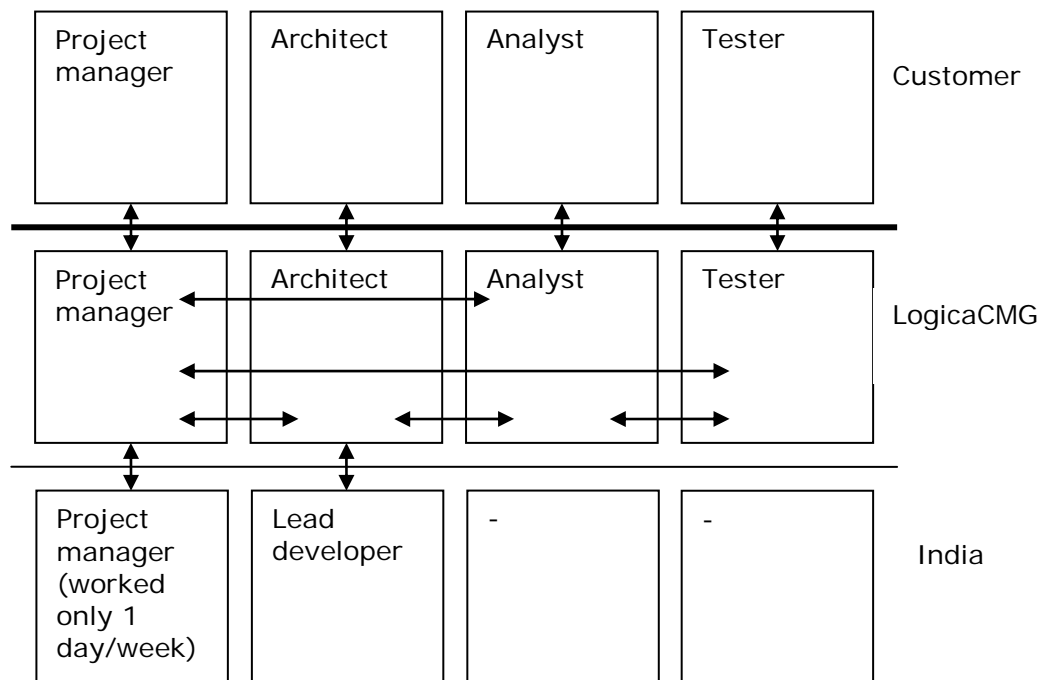 Project
manager
Architect
Analyst
Tester
Customer
Project
manager
Architect
Analyst
Tester
LogicaCMG
Project
manager
(worked
only 1
day/week)
Lead
developer
-
-
India